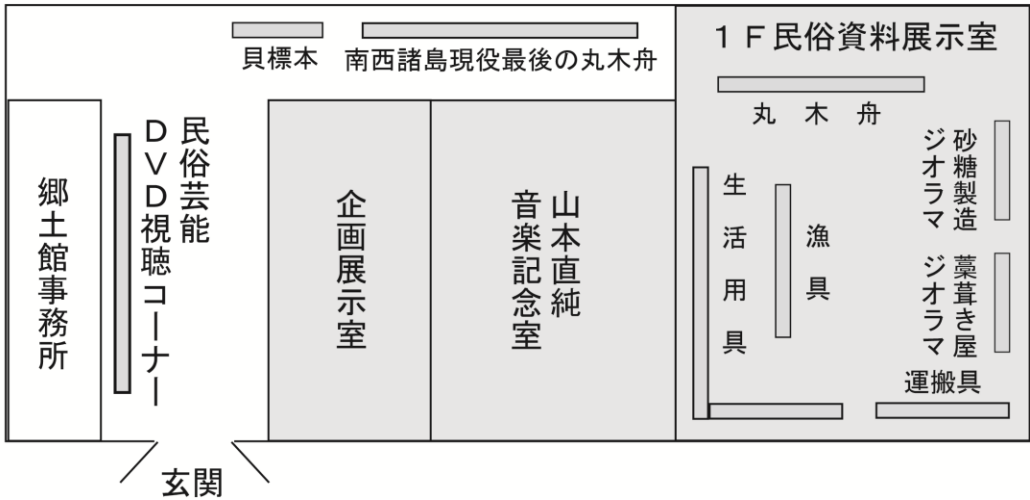 貝標本
南西諸島現役最後の丸木舟
1F民俗資料展示室
丸木舟
砂糖製造
ジオラマ
藁葺き屋
ジオラマ
漁具
生活用具
運搬具
山本直純
音楽記念室
企画展示室
民俗芸能
DVD視聴コーナー
郷土館事務所
玄関